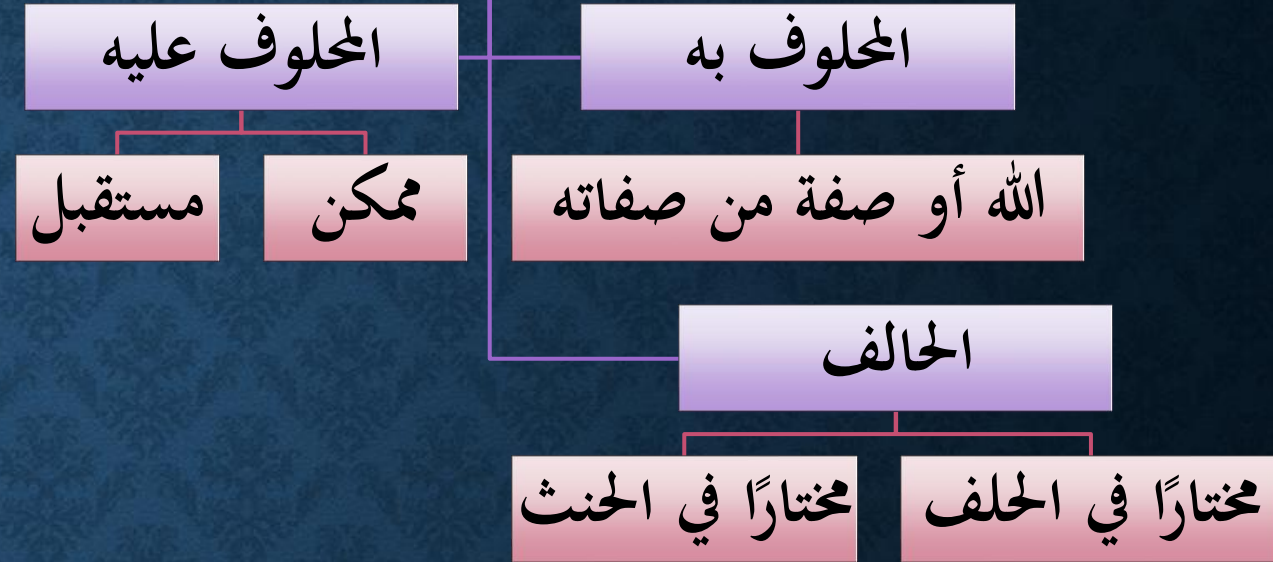 المحلوف به
المحلوف عليه
الله أو صفة من صفاته
ممكن
مستقبل
الحالف
مختارًا في الحلف
مختارًا في الحنث